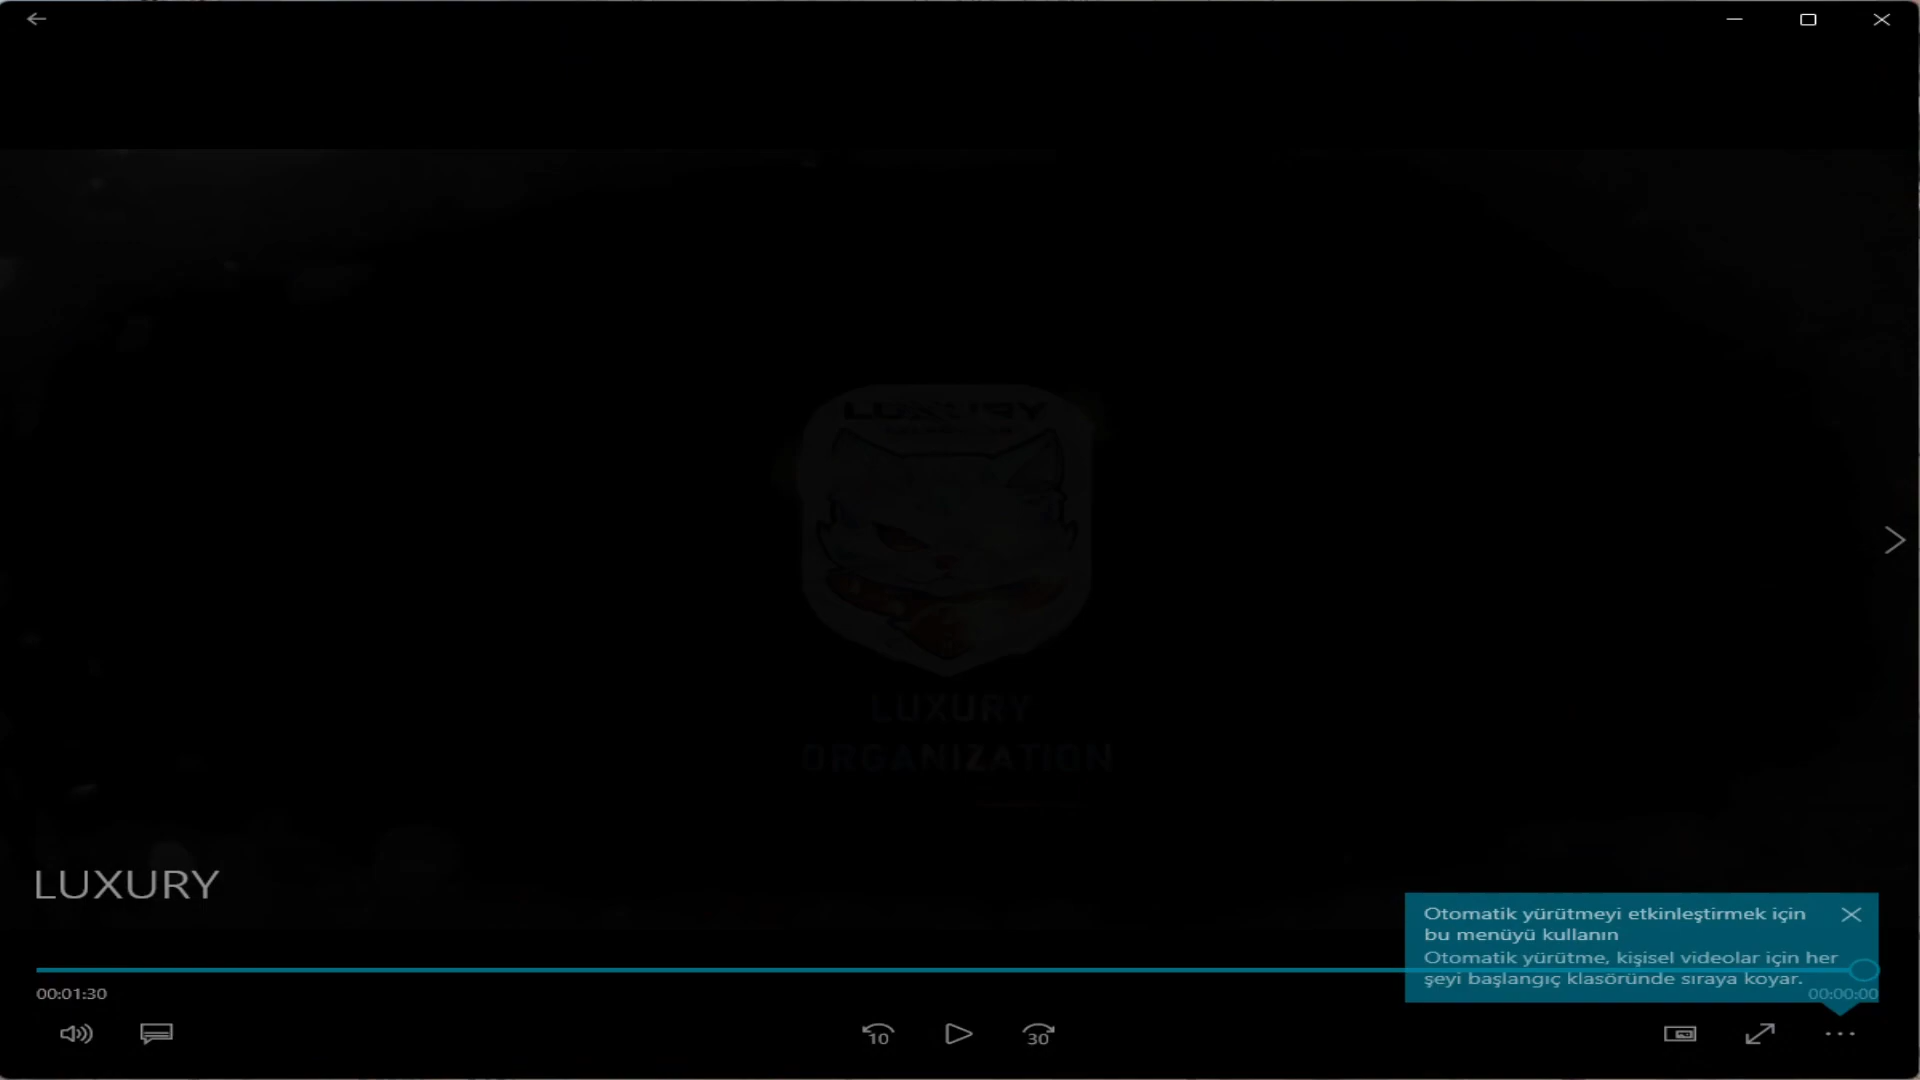 LUXURY
LUXURY
ORGANIZATION
LUXURY
Otomatik yürütmeyi etkinleştirmek için
bu menüyü kullanın
Otomatik yürütme, kişisel videolar için her
şeyi başlangıç klasöründe sıraya koyar.
00:01:30
00:00:00
10
30